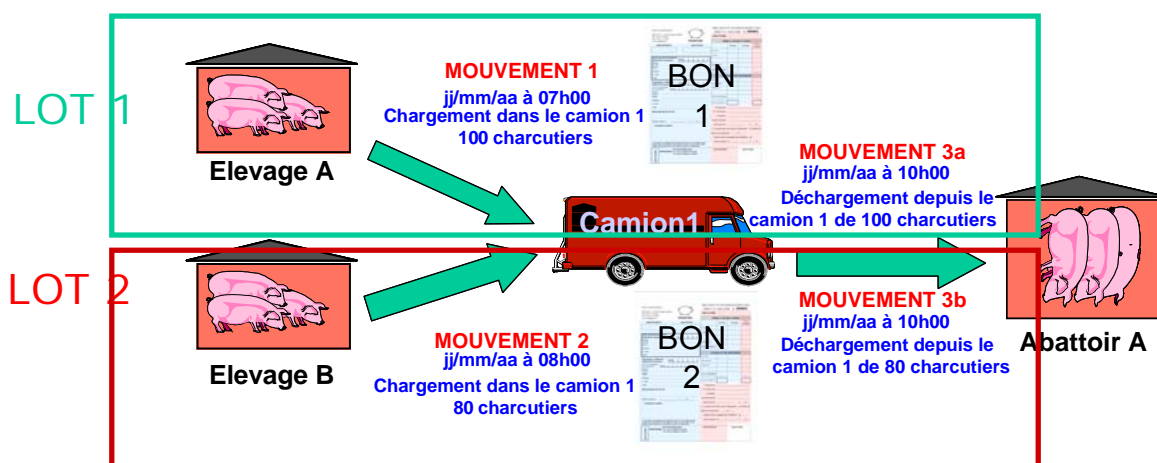 LOT 1
Elevage A
MOUVEMENT 1
jj/mm/aa à 07h00
Chargement dans le camion 1
100 charcutiers
BON
1
MOUVEMENT 3a
jj/mm/aa à 10h00
Déchargement depuis le
camion 1 de 100 charcutiers
Camion1
LOT 2
Elevage B
MOUVEMENT 2
jj/mm/aa à 08h00
Chargement dans le camion 1
80 charcutiers
BON
2
MOUVEMENT 3b
jj/mm/aa à 10h00
Déchargement depuis le
camion 1 de 80 charcutiers
Abattoir A